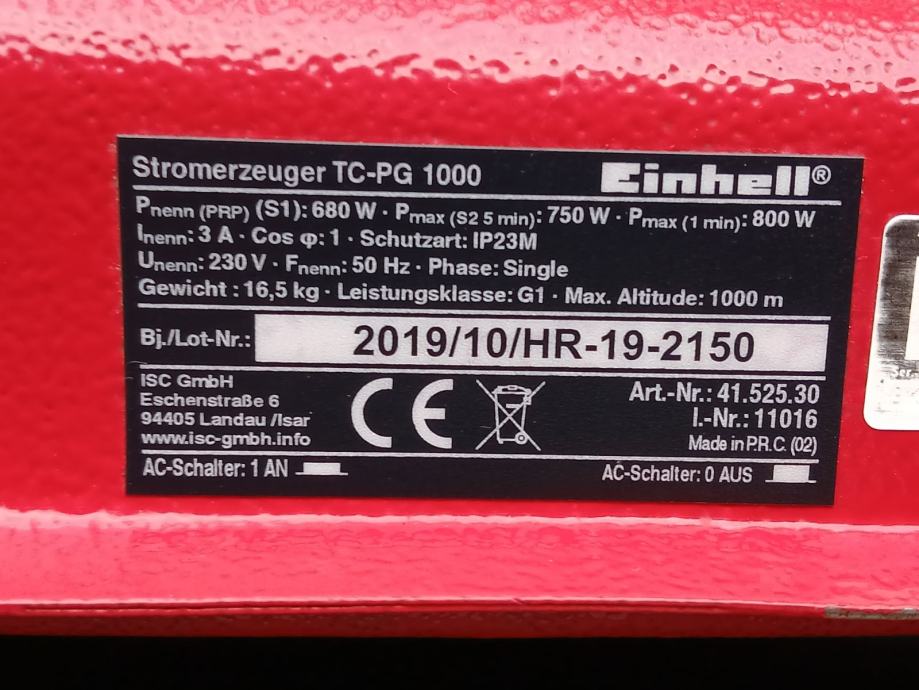 Stromerzeuger TC-PG 1000
Einhell®
Pnenn (PRP) (S1): 680 W · Pmax (S2 5 min): 750 W · Pmax (1 min): 800 W
Inenn: 3 A · Cos φ: 1 · Schutzart: IP23M
Unenn: 230 V · Fnenn: 50 Hz · Phase: Single
Gewicht : 16,5 kg · Leistungsklasse: G1 · Max. Altitude: 1000 m
Bj./Lot-Nr.: 2019/10/HR-19-2150
ISC GmbH
Eschenstraße 6
94405 Landau /Isar
www.isc-gmbh.info
CE
Art.-Nr.: 41.525.30
I.-Nr.: 11016
Made in P.R.C. (02)
AC-Schalter: 1 AN
AC-Schalter: 0 AUS